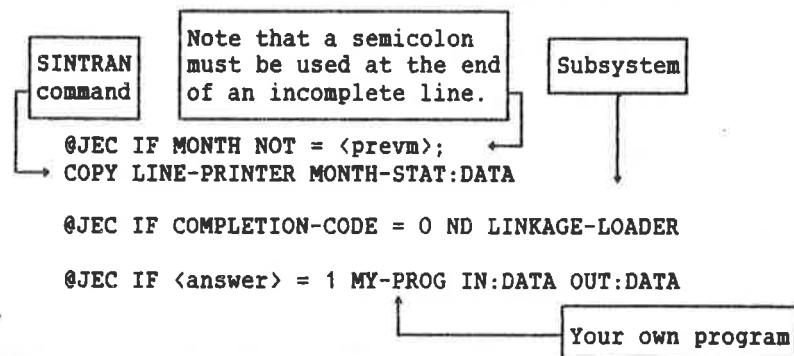 SINTRAN
command
Note that a semicolon
must be used at the end
of an incomplete line.
Subsystem
@JEC IF MONTH NOT = <prevm>;
COPY LINE-PRINTER MONTH-STAT:DATA
@JEC IF COMPLETION-CODE = 0 ND LINKAGE-LOADER
@JEC IF <answer> = 1 MY-PROG IN:DATA OUT:DATA
Your own program